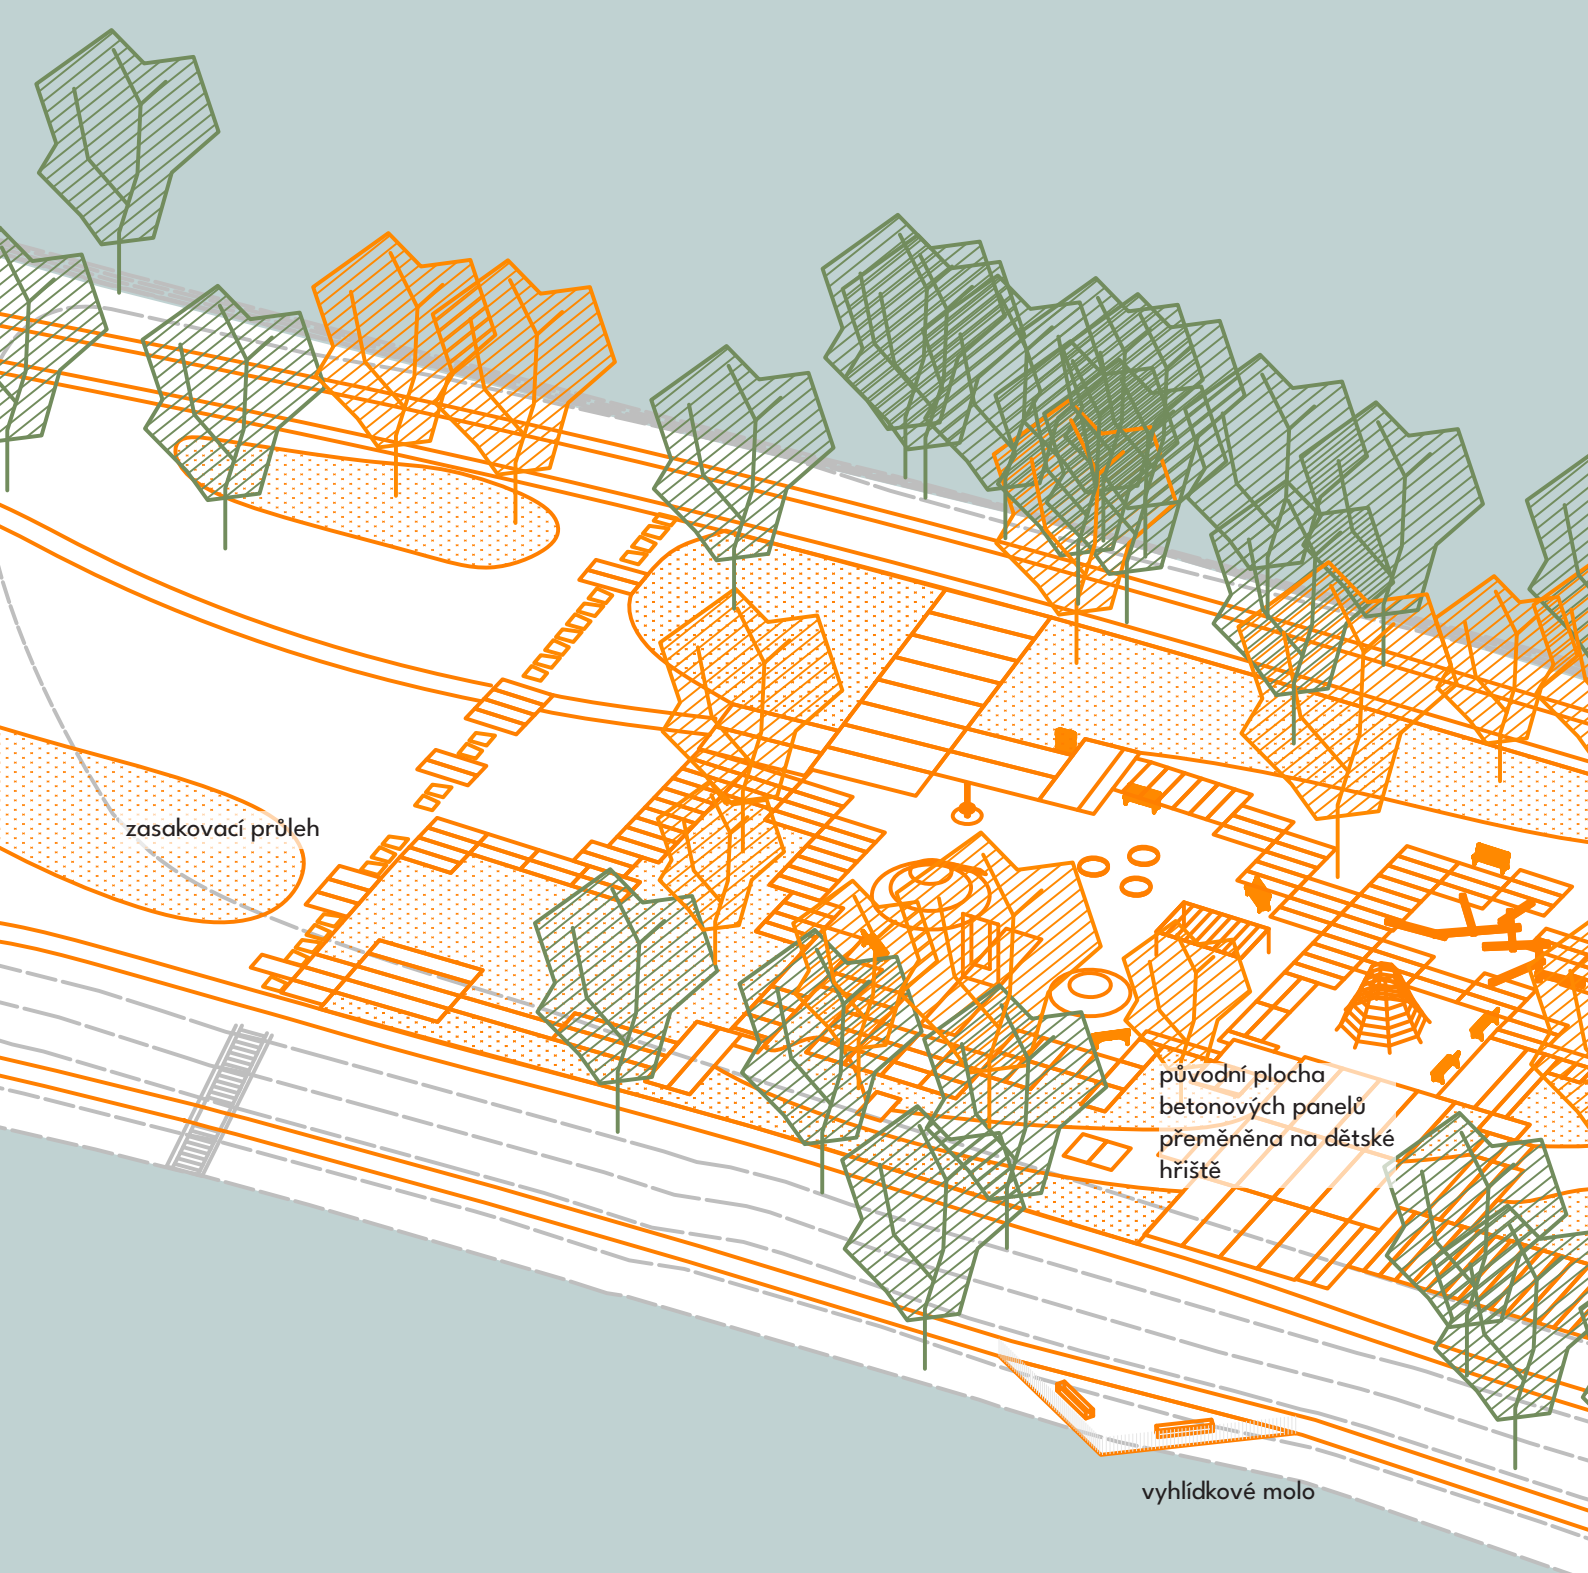 zasakovací průleh
původní plocha
betonových panelů
přeměněna na dětské
hřiště
vyhlídkové molo